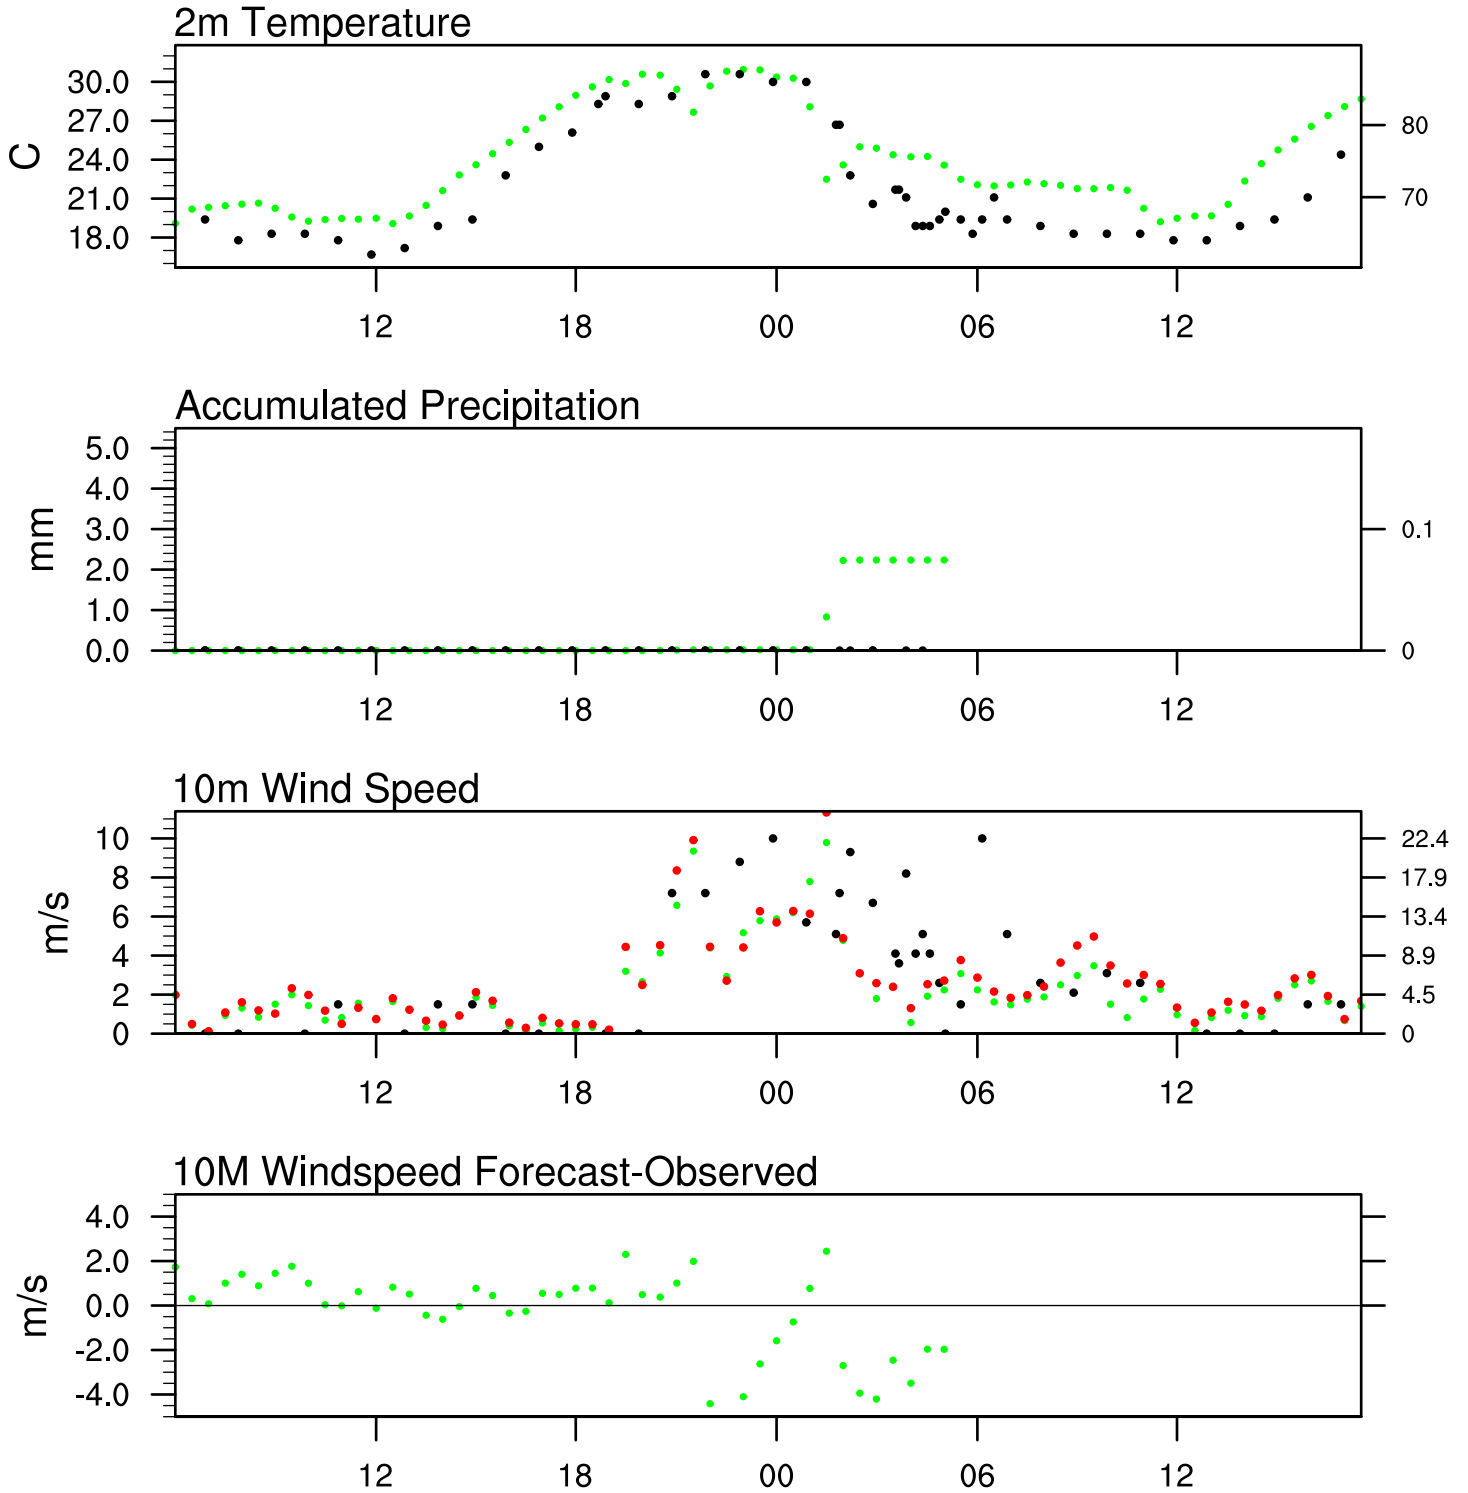 2m Temperature
C
30.0
27.0
24.0
21.0
18.0
80
70
12 18 00 06 12
Accumulated Precipitation
mm
5.0
4.0
3.0
2.0
1.0
0.0
0.1
0
12 18 00 06 12
10m Wind Speed
m/s
10
8
6
4
2
0
22.4
17.9
13.4
8.9
4.5
0
12 18 00 06 12
10M Windspeed Forecast-Observed
m/s
4.0
2.0
0.0
-2.0
-4.0
12 18 00 06 12